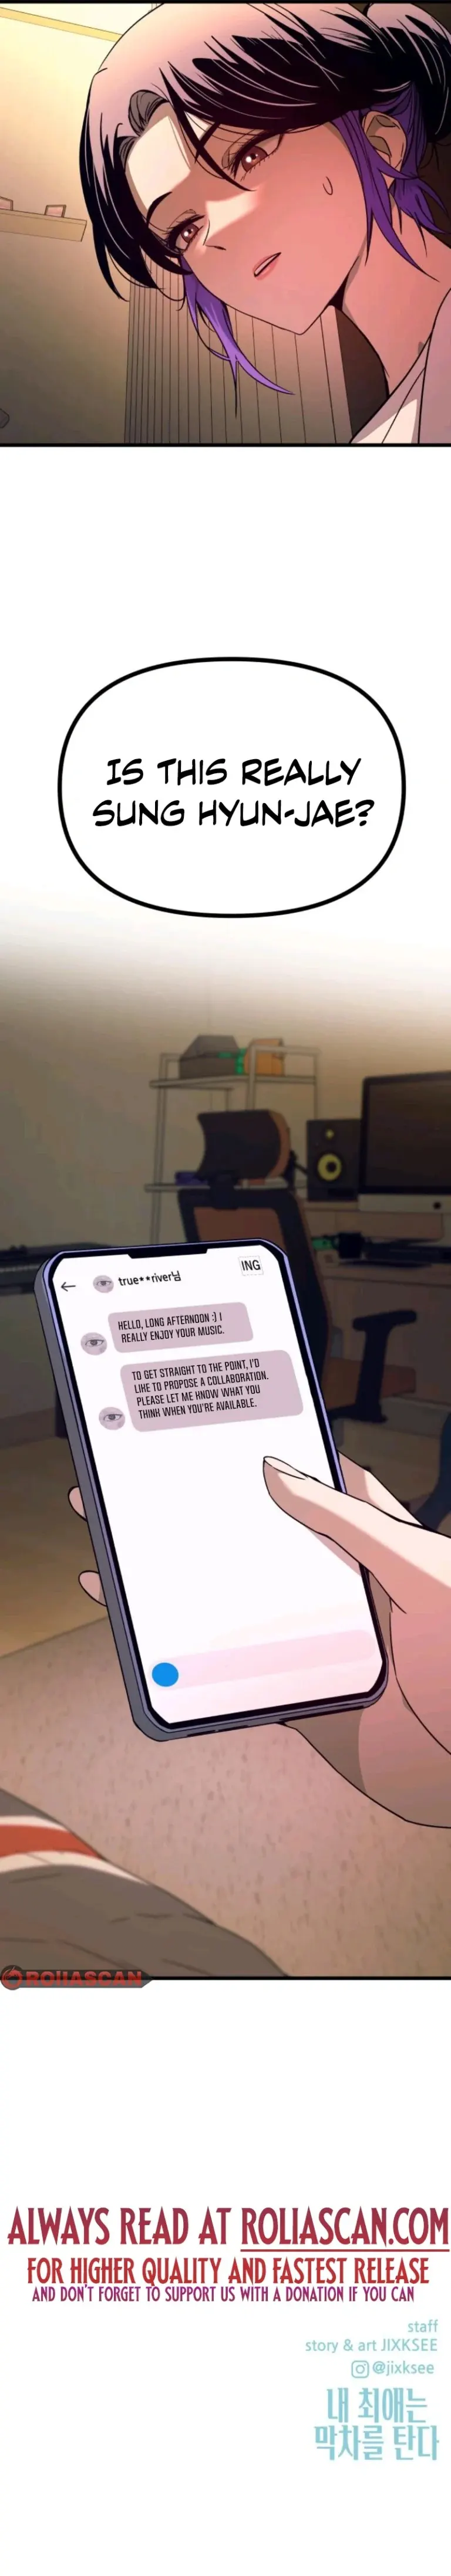 IS THIS REALLY
SUNG HYUN-JAE?
true**river님
ING
HELLO, LONG AFTERNOON :) I
REALLY ENJOY YOUR MUSIC.
TO GET STRAIGHT TO THE POINT, I'D
LIKE TO PROPOSE A COLLABORATION.
PLEASE LET ME KNOW WHAT YOU
THINK WHEN YOU'RE AVAILABLE.
ROLIASCAN
ALWAYS READ AT ROLIASCAN.COM
FOR HIGHER QUALITY AND FASTEST RELEASE
AND DON'T FORGET TO SUPPORT US WITH A DONATION IF YOU CAN
staff
story & art JIXKSEE
@jixksee
내 최애는
막차를 탄다